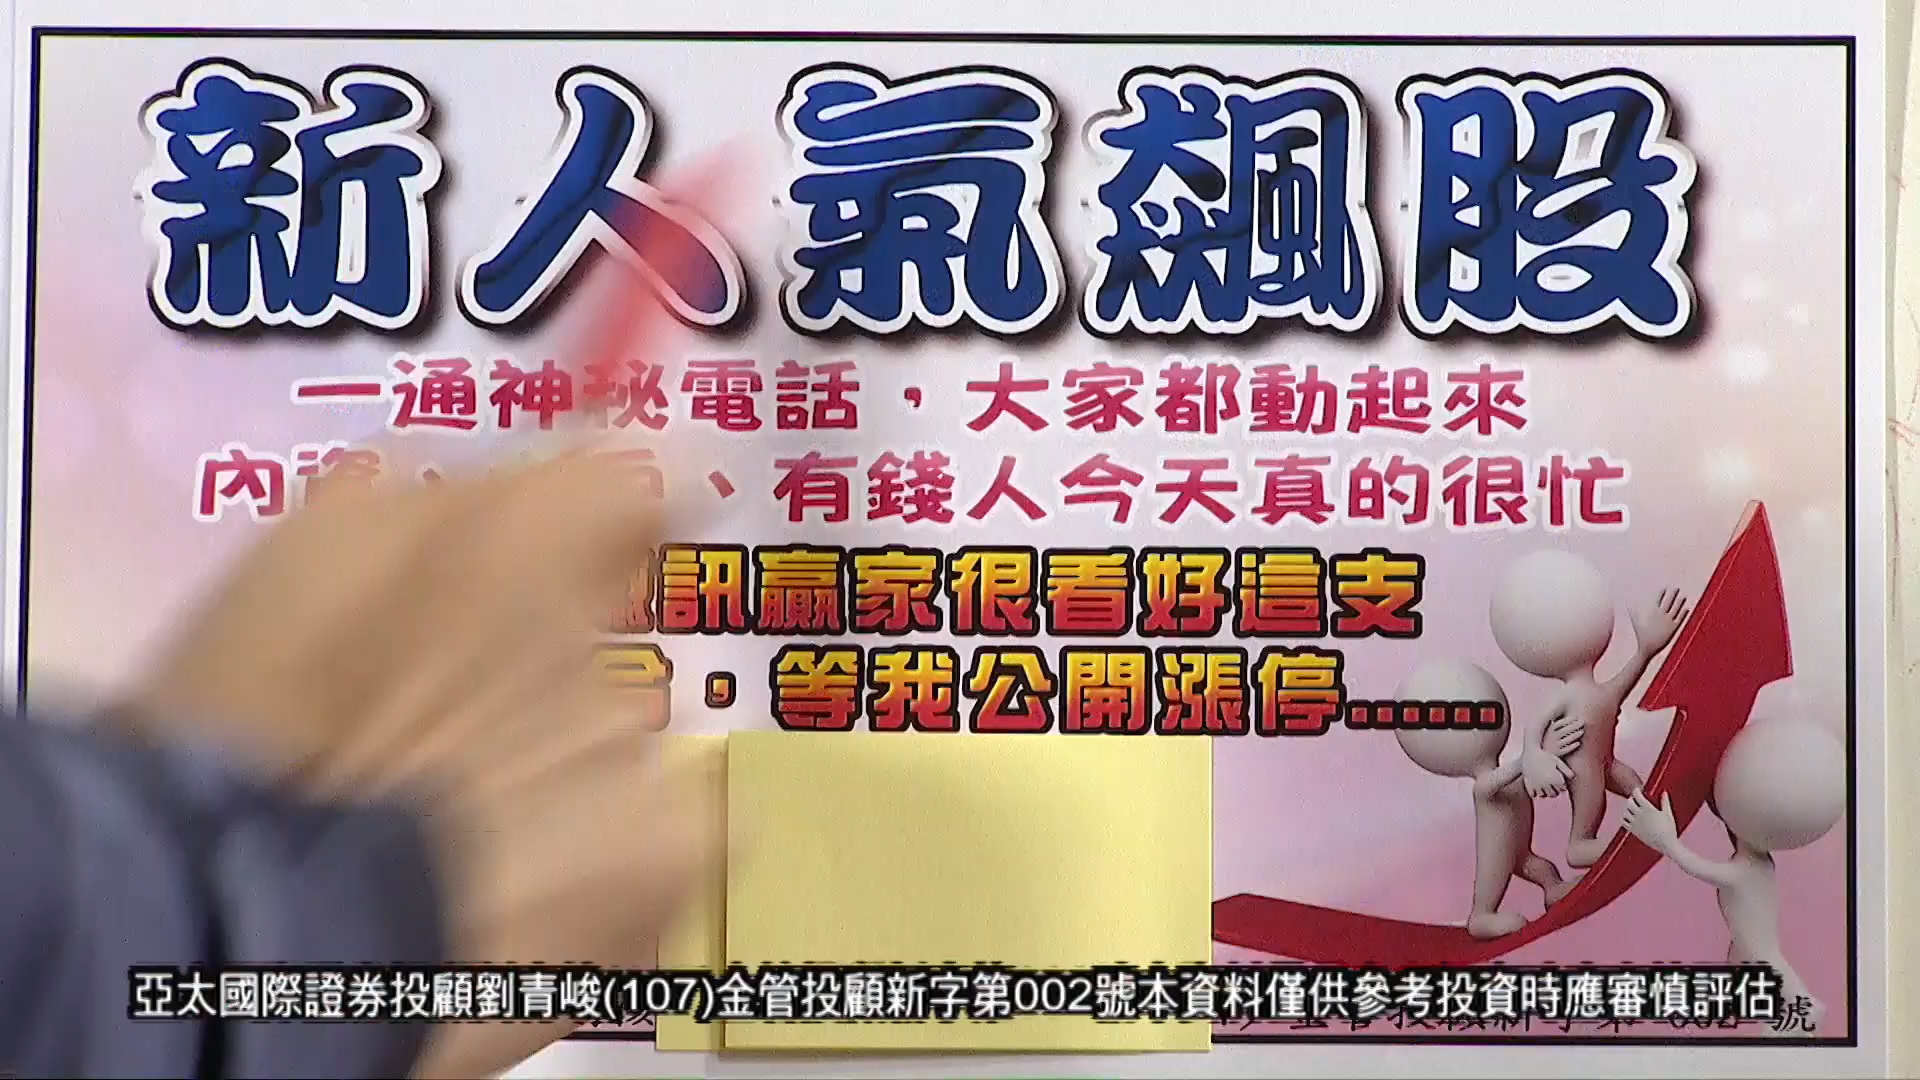 新人氣飆股
一通神秘電話，大家都動起來
內資、、有錢人今天真的很忙
訊贏家很看好這支
，等我公開漲停......
亞太國際證券投顧劉青峻(107)金管投顧新字第002號本資料僅供參考投資時應審慎評估
號